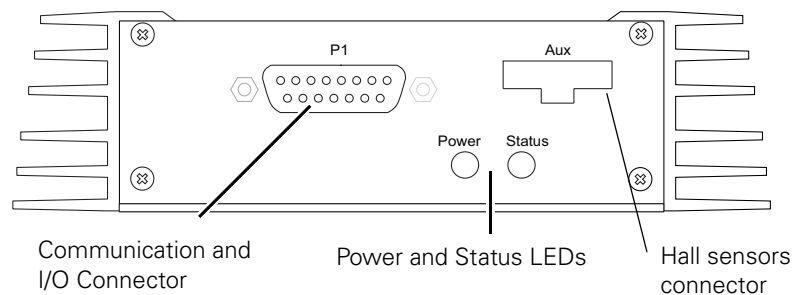 P1
Aux
Power
Status
Communication and
I/O Connector
Power and Status LEDs
Hall sensors
connector